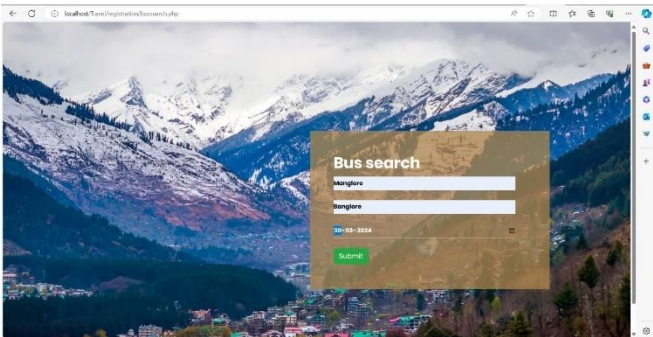 localhost/Travel/registration/bussearch.php
Bus search
Manglore
Banglore
30-03-2024
Submit